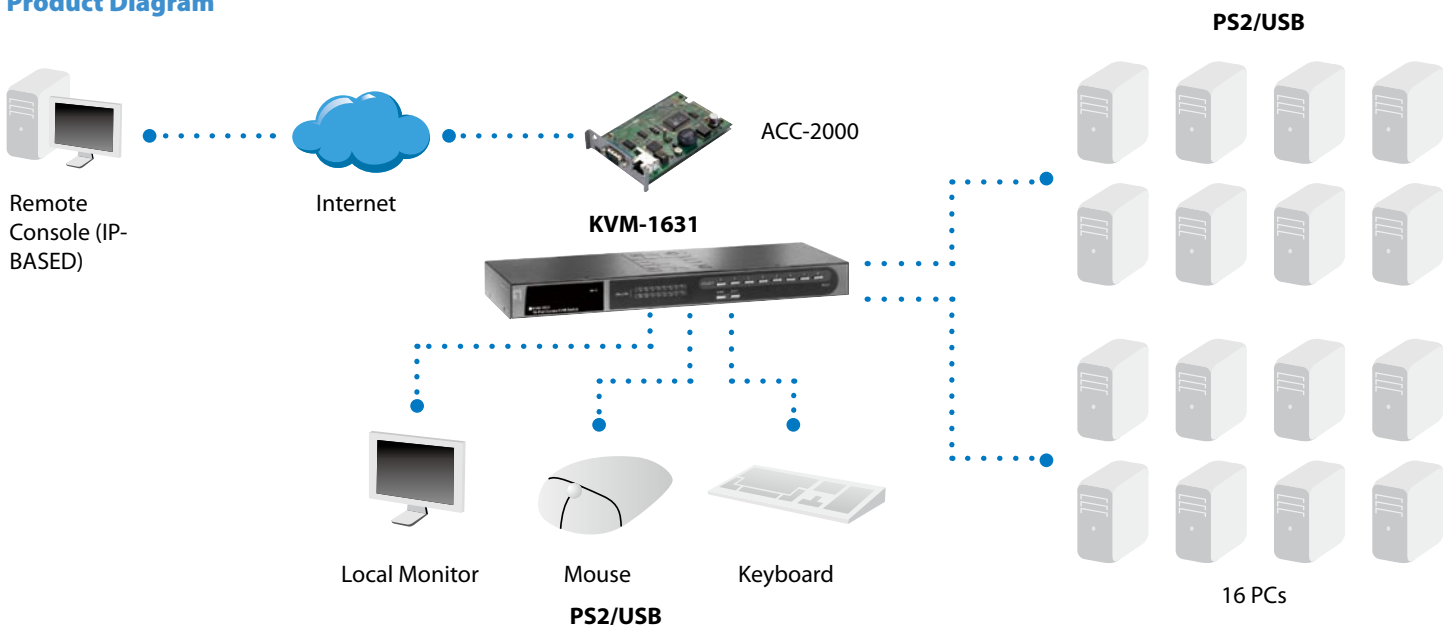 Product Diagram
PS2/USB
ACC-2000
Remote
Console (IP-
BASED)
Internet
KVM-1631
Local Monitor
Mouse
Keyboard
PS2/USB
16 PCs